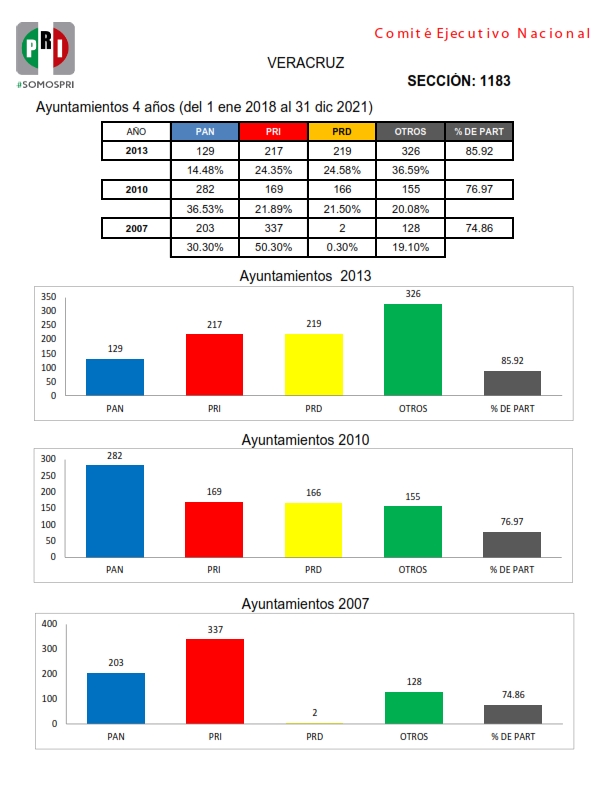 Comité Ejecutivo Nacional
PRI
#SOMOSPRI
VERACRUZ
SECCIÓN: 1183
Ayuntamientos 4 años (del 1 ene 2018 al 31 dic 2021)
AÑO PAN PRI PRD OTROS % DE PART
2013 129 217 219 326 85.92
14.48% 24.35% 24.58% 36.59%
2010 282 169 166 155 76.97
36.53% 21.89% 21.50% 20.08%
2007 203 337 2 128 74.86
30.30% 50.30% 0.30% 19.10%
Ayuntamientos 2013
350
300
250
200
150
100
50
0
129 217 219 326 85.92
PAN PRI PRD OTROS % DE PART
Ayuntamientos 2010
300
250
200
150
100
50
0
282 169 166 155 76.97
PAN PRI PRD OTROS % DE PART
Ayuntamientos 2007
400
300
200
100
0
203 337 2 128 74.86
PAN PRI PRD OTROS % DE PART